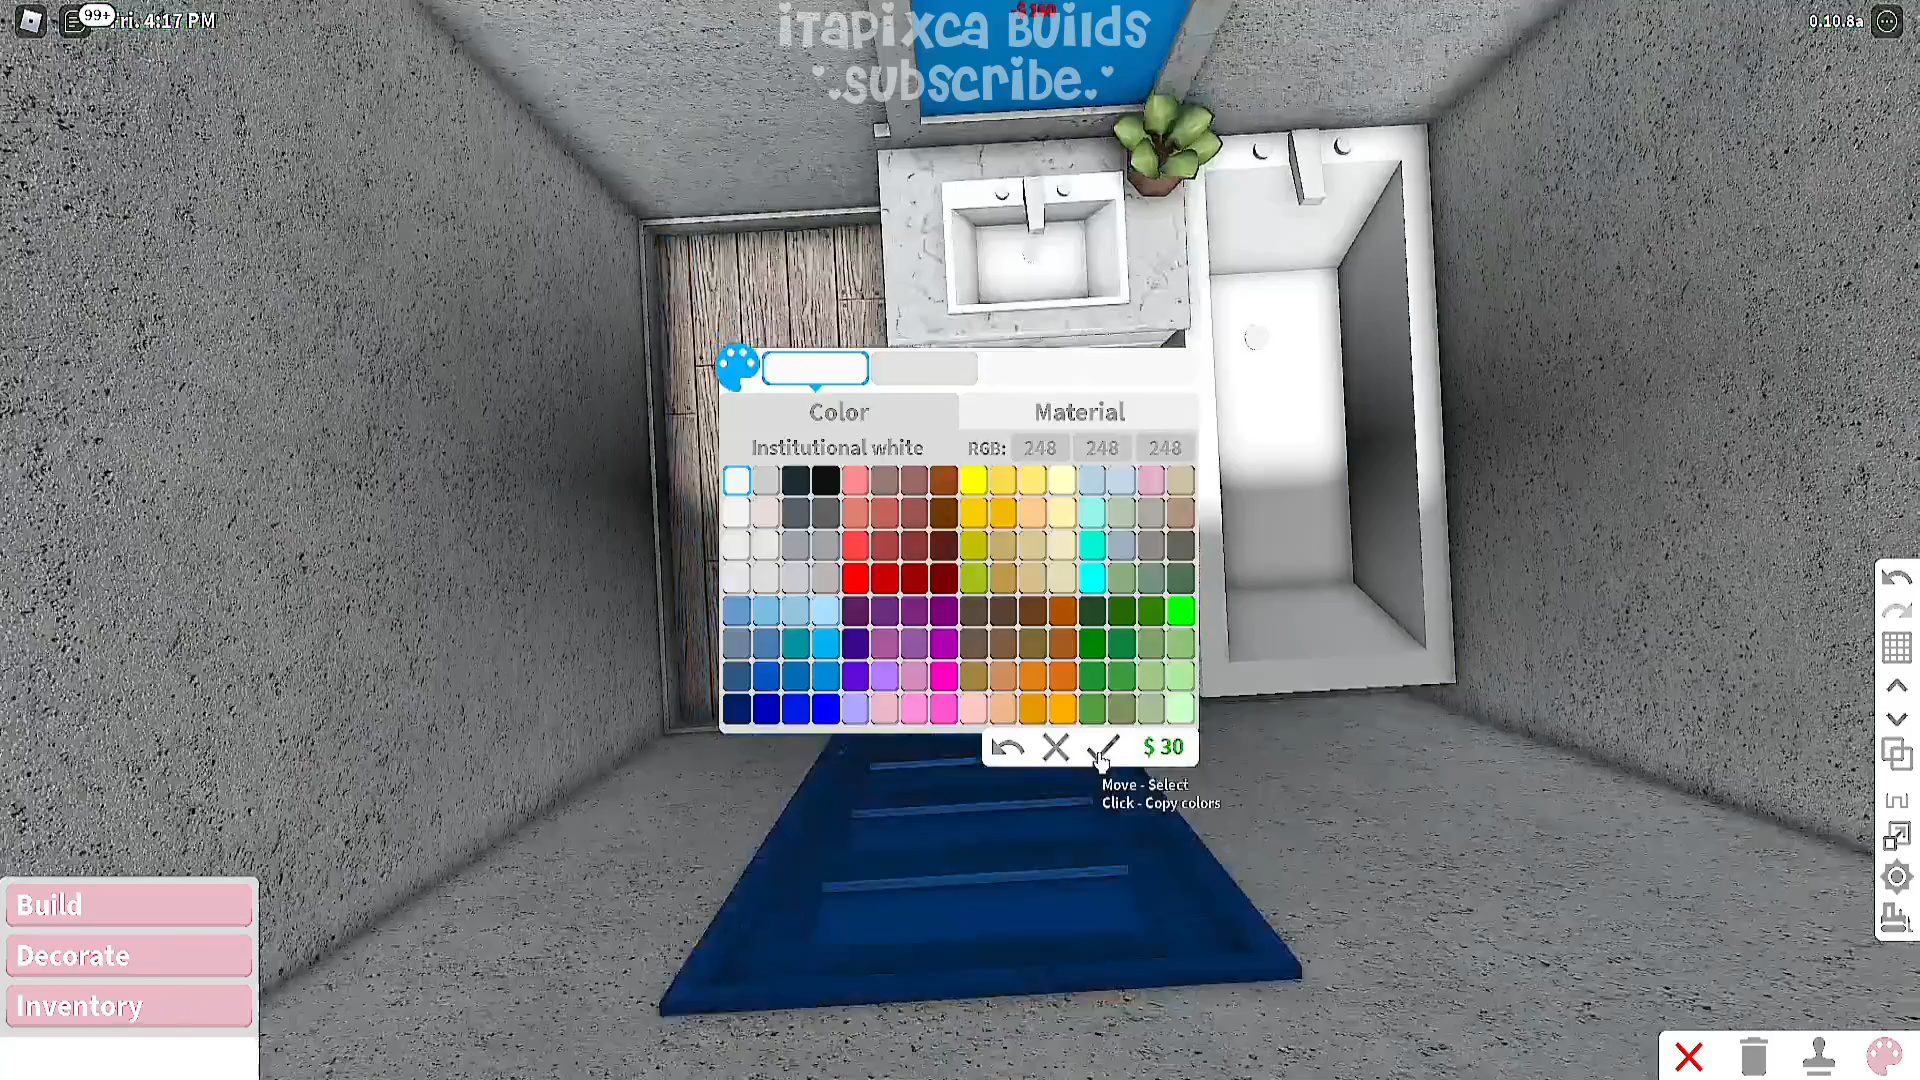 99+
Fri. 4:17 PM
-$ 160
iTaPixca BUilds
subscribe.
0.10.8a
Color
Material
Institutional white
RGB: 248 248 248
$ 30
Move - Select
Click - Copy colors
Build
Decorate
Inventory